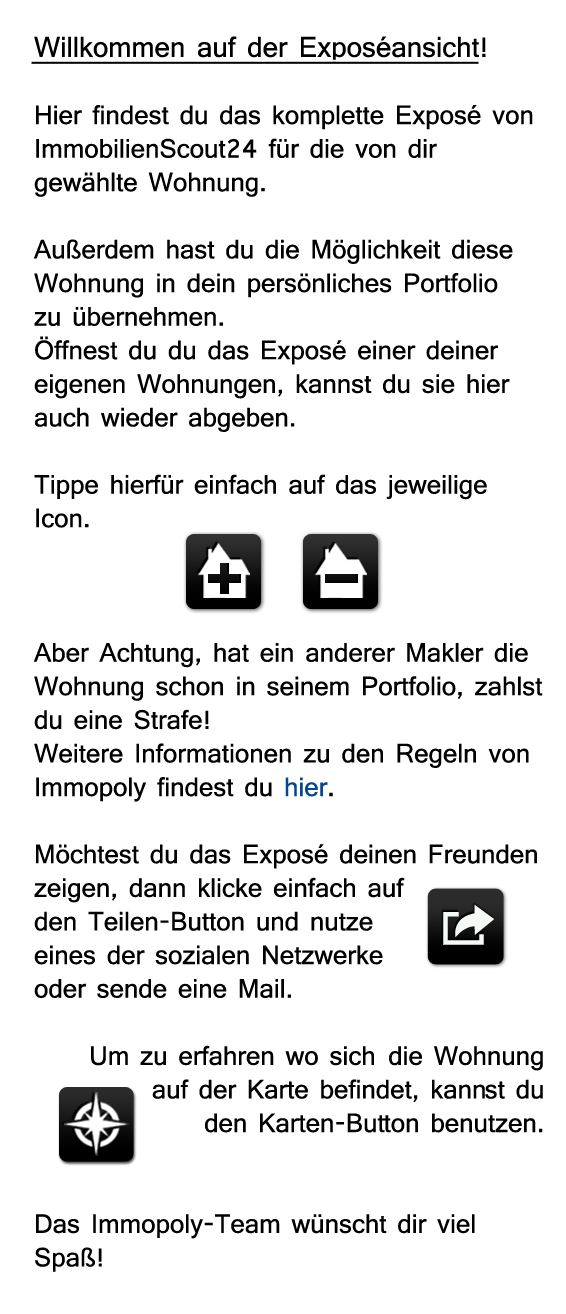 Willkommen auf der Exposéansicht!
Hier findest du das komplette Exposé von
ImmobilienScout24 für die von dir
gewählte Wohnung.
Außerdem hast du die Möglichkeit diese
Wohnung in dein persönliches Portfolio
zu übernehmen.
Öffnest du du das Exposé einer deiner
eigenen Wohnungen, kannst du sie hier
auch wieder abgeben.
Tippe hierfür einfach auf das jeweilige
Icon.
Aber Achtung, hat ein anderer Makler die
Wohnung schon in seinem Portfolio, zahlst
du eine Strafe!
Weitere Informationen zu den Regeln von
Immopoly findest du hier.
Möchtest du das Exposé deinen Freunden
zeigen, dann klicke einfach auf
den Teilen-Button und nutze
eines der sozialen Netzwerke
oder sende eine Mail.
Um zu erfahren wo sich die Wohnung
auf der Karte befindet, kannst du
den Karten-Button benutzen.
Das Immopoly-Team wünscht dir viel
Spaß!